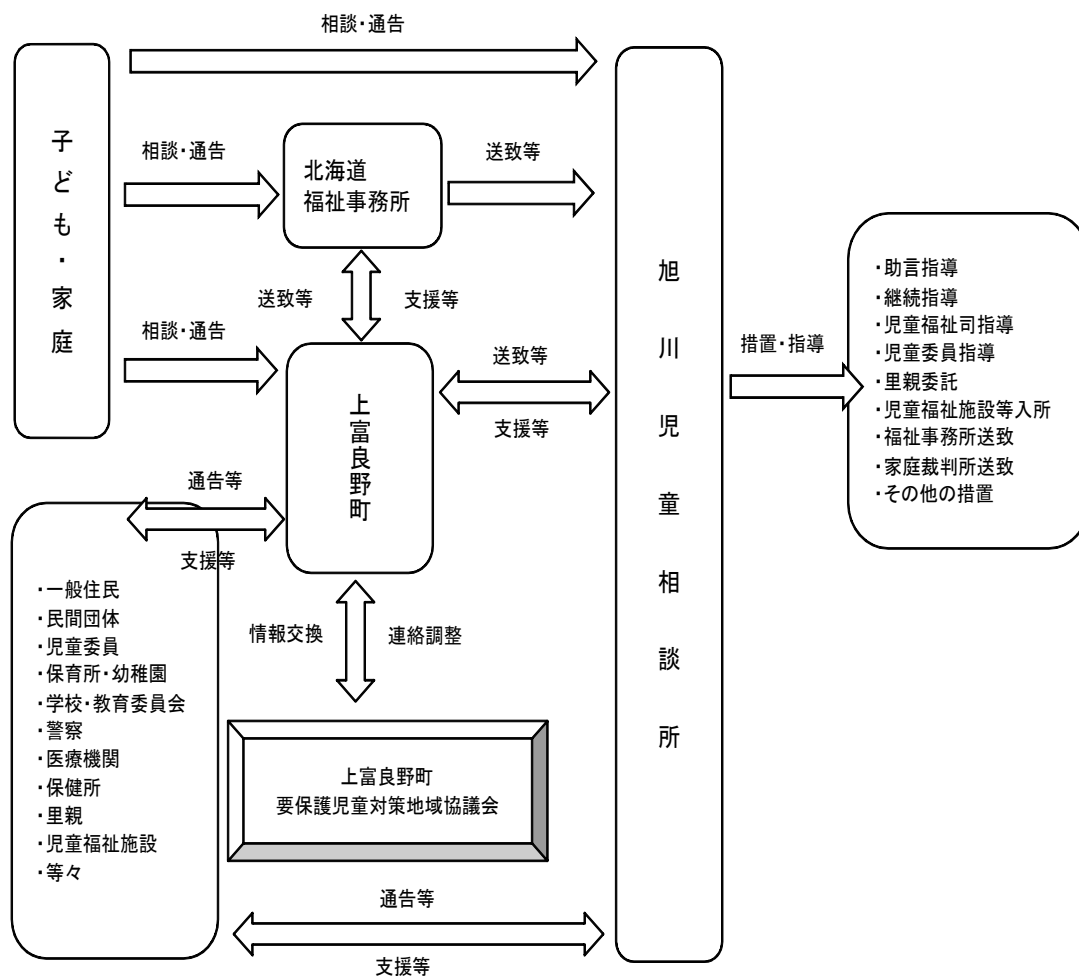 相談・通告
子ども・家庭
相談・通告
北海道
福祉事務所
送致等
送致等
支援等
相談・通告
上富良野町
送致等
支援等
旭川児童相談所
措置・指導
・助言指導
・継続指導
・児童福祉司指導
・児童委員指導
・里親委託
・児童福祉施設等入所
・福祉事務所送致
・家庭裁判所送致
・その他の措置
通告等
支援等
・一般住民
・民間団体
・児童委員
・保育所・幼稚園
・学校・教育委員会
・警察
・医療機関
・保健所
・里親
・児童福祉施設
・等々
情報交換
連絡調整
上富良野町
要保護児童対策地域協議会
通告等
支援等